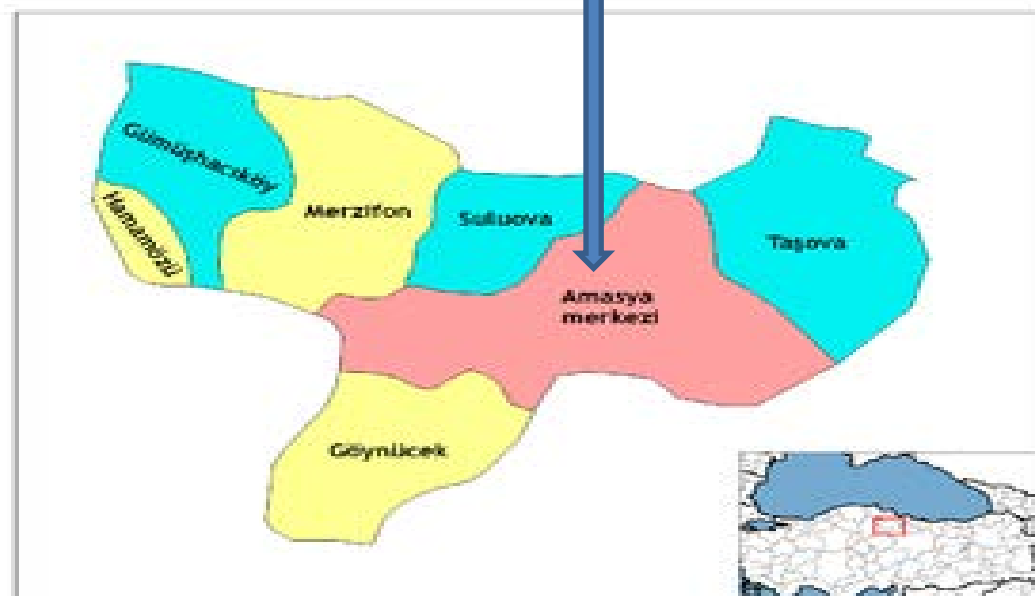 Gümüşhacıköy
Hamamözü
Merzifon
Suluova
Taşova
Amasya
merkezi
Göynücek